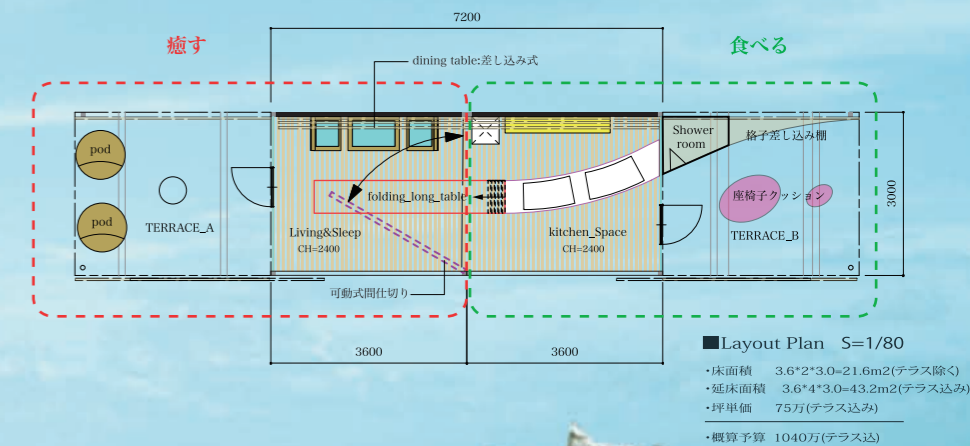 7200
癒す
食べる
dining table:差し込み式
pod
Shower
room
格子差し込み棚
folding_long_table
座椅子クッション
3000
pod
TERRACE_A
Living&Sleep
CH=2400
kitchen_Space
CH=2400
TERRACE_B
可動式間仕切り
3600
3600
■Layout Plan S=1/80
・床面積 3.6*2*3.0=21.6m2(テラス除く)
・延床面積 3.6*4*3.0=43.2m2(テラス込み)
・坪単価 75万(テラス込み)
・概算予算 1040万(テラス込)